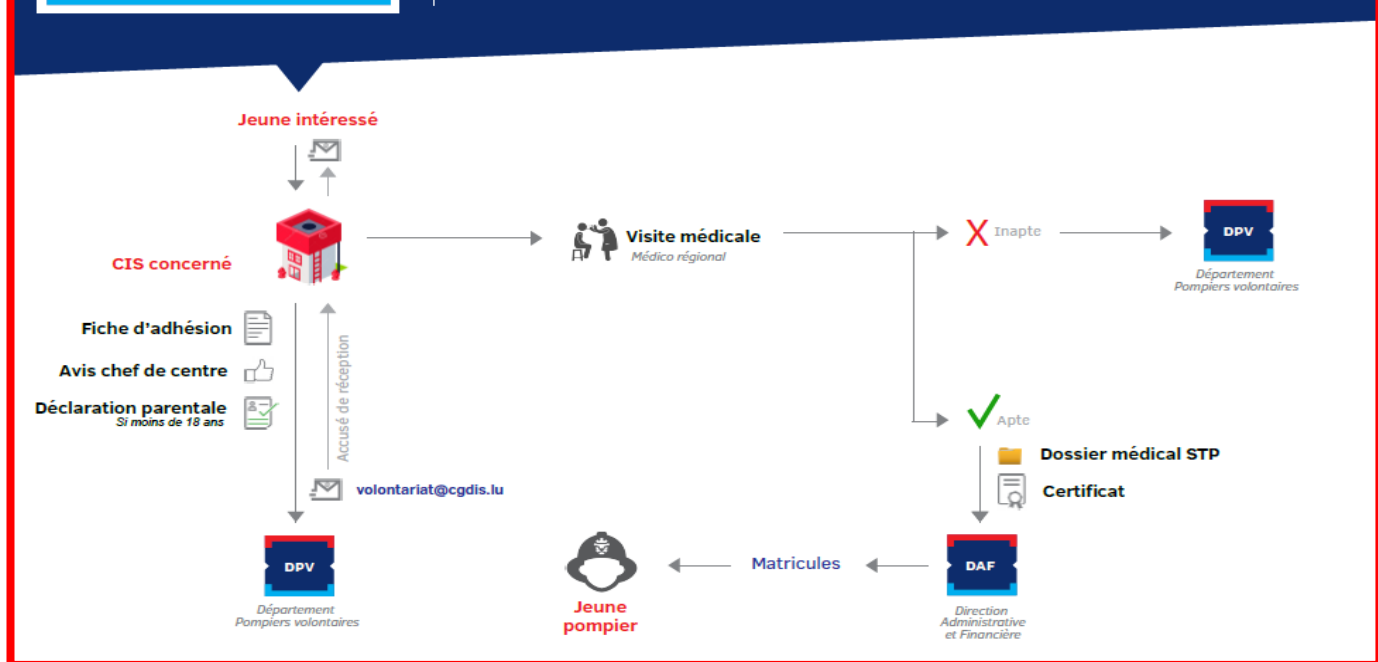 Jeune intéressé
CIS concerné
Visite médicale
Médico régional
X Inapte
DPV
Département
Pompiers volontaires
Fiche d'adhésion
Avis chef de centre
Déclaration parentale
Si moins de 18 ans
Accusé de réception
volontariat@cgdis.lu
Apte
Dossier médical STP
Certificat
DPV
Département
Pompiers volontaires
Jeune
pompier
Matricules
DAF
Direction
Administrative
et Financière